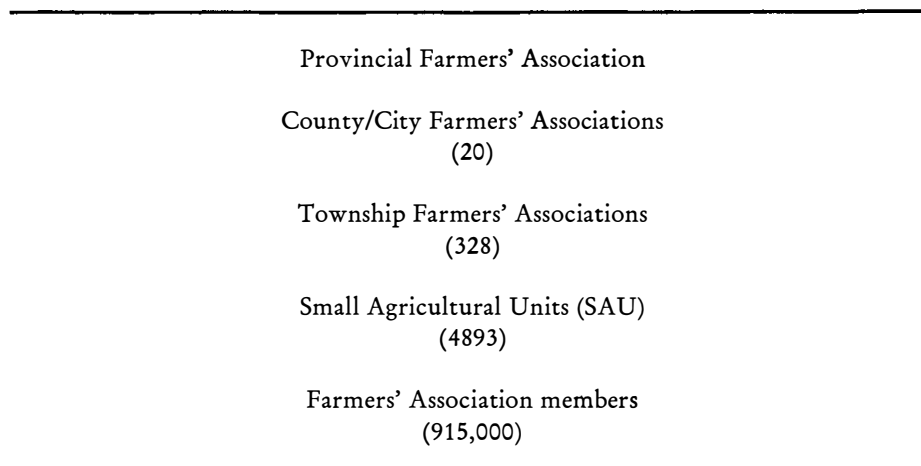 Provincial Farmers’ Association
County/City Farmers’ Associations
(20)
Township Farmers’ Associations
(328)
Small Agricultural Units (SAU)
(4893)
Farmers’ Association members
(915,000)